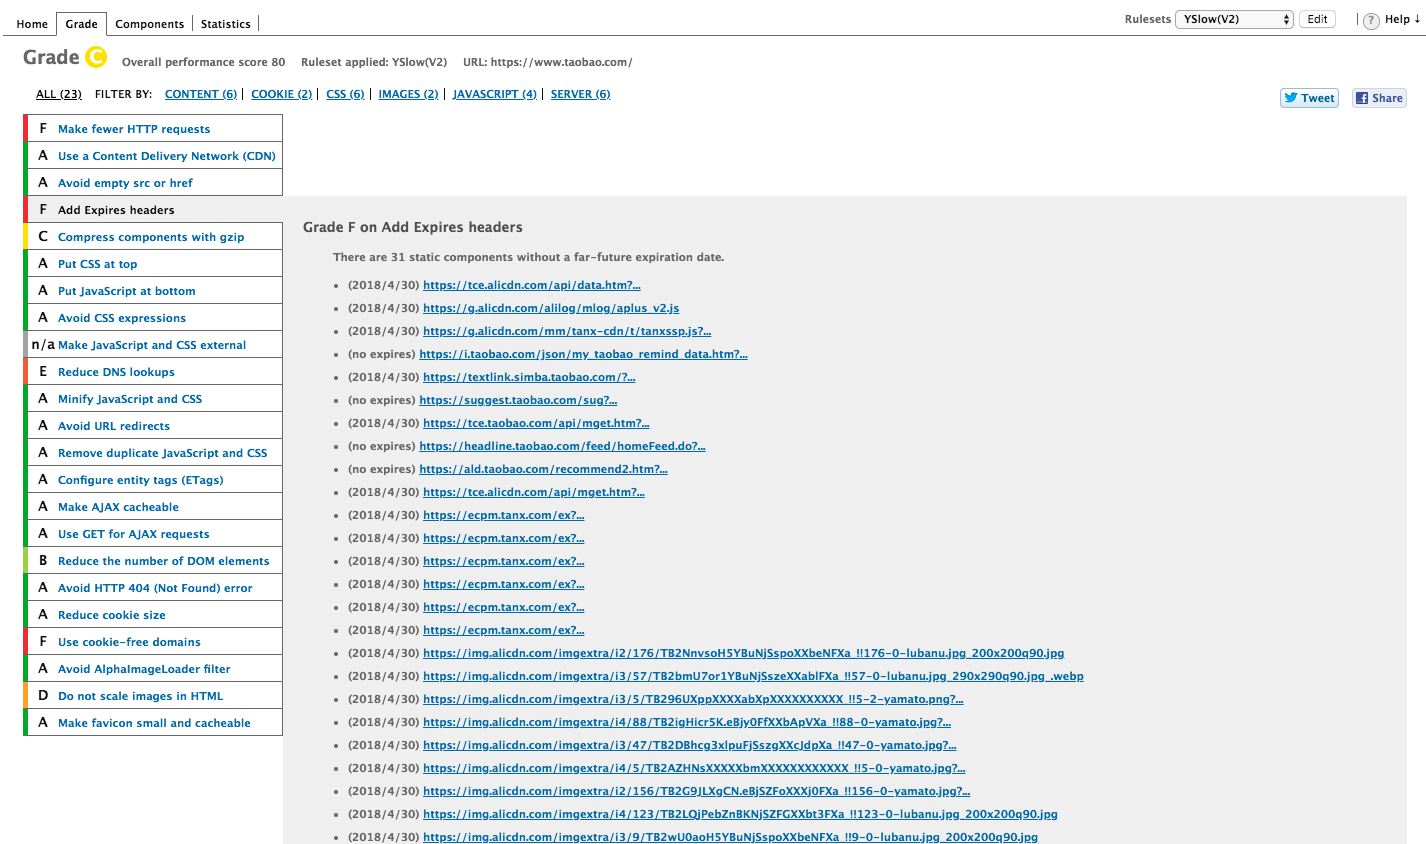 Home Grade Components Statistics Rulesets YSlow(V2) Edit ? Help ↓
Grade C Overall performance score 80 Ruleset applied: YSlow(V2) URL: https://www.taobao.com/
ALL (23) FILTER BY: CONTENT (6) | COOKIE (2) | CSS (6) | IMAGES (2) | JAVASCRIPT (4) | SERVER (6)
Tweet Share
F Make fewer HTTP requests
A Use a Content Delivery Network (CDN)
A Avoid empty src or href
F Add Expires headers
C Compress components with gzip
A Put CSS at top
A Put JavaScript at bottom
A Avoid CSS expressions
n/a Make JavaScript and CSS external
E Reduce DNS lookups
A Minify JavaScript and CSS
A Avoid URL redirects
A Remove duplicate JavaScript and CSS
A Configure entity tags (ETags)
A Make AJAX cacheable
A Use GET for AJAX requests
B Reduce the number of DOM elements
A Avoid HTTP 404 (Not Found) error
A Reduce cookie size
F Use cookie-free domains
A Avoid AlphaImageLoader filter
D Do not scale images in HTML
A Make favicon small and cacheable
Grade F on Add Expires headers
There are 31 static components without a far-future expiration date.
• (2018/4/30) https://tce.alicdn.com/api/data.htm?...
• (2018/4/30) https://g.alicdn.com/alilog/mlog/aplus_v2.js
• (2018/4/30) https://g.alicdn.com/mm/tanx-cdn/t/tanxssp.js?...
• (no expires) https://i.taobao.com/json/my_taobao_remind_data.htm?...
• (2018/4/30) https://textlink.simba.taobao.com/?...
• (no expires) https://suggest.taobao.com/sug?...
• (2018/4/30) https://tce.taobao.com/api/mget.htm?...
• (no expires) https://headline.taobao.com/feed/homeFeed.do?...
• (no expires) https://ald.taobao.com/recommend2.htm?...
• (2018/4/30) https://tce.alicdn.com/api/mget.htm?...
• (2018/4/30) https://ecpm.tanx.com/ex?...
• (2018/4/30) https://ecpm.tanx.com/ex?...
• (2018/4/30) https://ecpm.tanx.com/ex?...
• (2018/4/30) https://ecpm.tanx.com/ex?...
• (2018/4/30) https://ecpm.tanx.com/ex?...
• (2018/4/30) https://ecpm.tanx.com/ex?...
• (2018/4/30) https://img.alicdn.com/imgextra/i2/176/TB2NnvsoH5YBuNjSspoXXbeNFXa_!!176-0-lubanu.jpg_200x200q90.jpg
• (2018/4/30) https://img.alicdn.com/imgextra/i3/57/TB2bmU7or1YBuNjSszeXXablFXa_!!57-0-lubanu.jpg_290x290q90.jpg_.webp
• (2018/4/30) https://img.alicdn.com/imgextra/i3/5/TB296UXppXXXXabXpXXXXXXXXXX_!!5-2-yamato.png?...
• (2018/4/30) https://img.alicdn.com/imgextra/i4/88/TB2igHicr5K.eBjy0FfXXbApVXa_!!88-0-yamato.jpg?...
• (2018/4/30) https://img.alicdn.com/imgextra/i3/47/TB2DBhcg3xlpuFjSszgXXcJdpXa_!!47-0-yamato.jpg?...
• (2018/4/30) https://img.alicdn.com/imgextra/i4/5/TB2AZHNsXXXXXbmXXXXXXXXXXXX_!!5-0-yamato.jpg?...
• (2018/4/30) https://img.alicdn.com/imgextra/i2/156/TB2G9JLXgCN.eBjSZFoXXXj0FXa_!!156-0-yamato.jpg?...
• (2018/4/30) https://img.alicdn.com/imgextra/i4/123/TB2LQjPebZnBKNjSZFGXXbt3FXa_!!123-0-lubanu.jpg_200x200q90.jpg
• (2018/4/30) https://img.alicdn.com/imgextra/i3/9/TB2wU0aoH5YBuNjSspoXXbeNFXa_!!9-0-lubanu.jpg_200x200q90.jpg